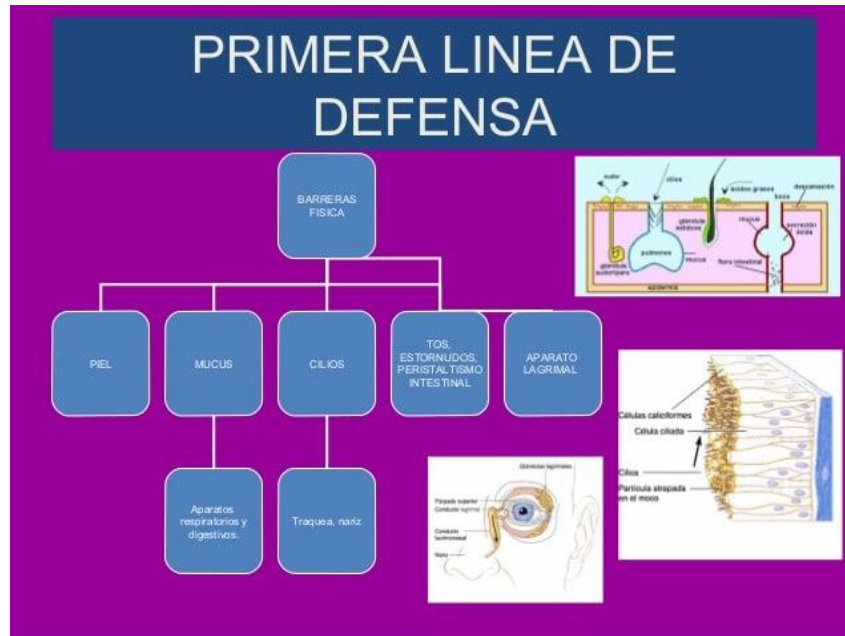 PRIMERA LINEA DE
DEFENSA
BARRERAS
FISICA
PIEL
MUCUS
CILIOS
TOS,
ESTORNUDOS,
PERISTALTISMO
INTESTINAL
APARATO
LAGRIMAL
Aparatos
respiratorios y
digestivos.
Traquea, nariz
sudor
cilios
ácidos grasos
boca
descamación
glándula
sebácea
mucus
secreción
ácida
pulmones
mucus
flora intestinal
glándula
sudorípara
epidermis
Células caliciformes
Célula ciliada
Cilios
Partícula atrapada
en el moco
Glándulas lagrimales
Párpado superior
Conducto lagrimal
Conducto
Nariz